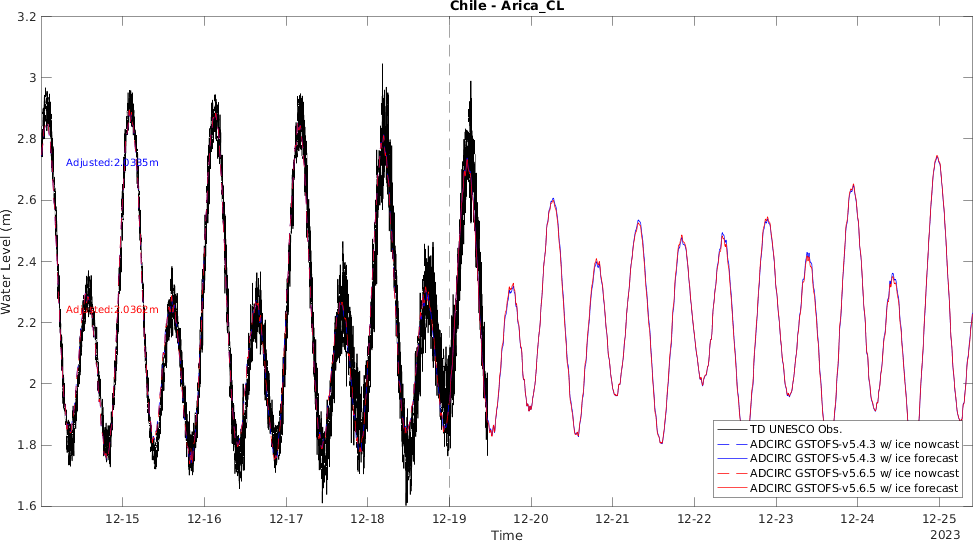 Chile - Arica_CL
3.2
3
2.8
2.6
2.4
2.2
2
1.8
1.6
Water Level (m)
Adjusted:2.0385m
Adjusted:2.0362m
TD UNESCO Obs.
ADCIRC GSTOFS-v5.4.3 w/ ice nowcast
ADCIRC GSTOFS-v5.4.3 w/ ice forecast
ADCIRC GSTOFS-v5.6.5 w/ ice nowcast
ADCIRC GSTOFS-v5.6.5 w/ ice forecast
12-15 12-16 12-17 12-18 12-19 12-20 12-21 12-22 12-23 12-24 12-25
Time
2023